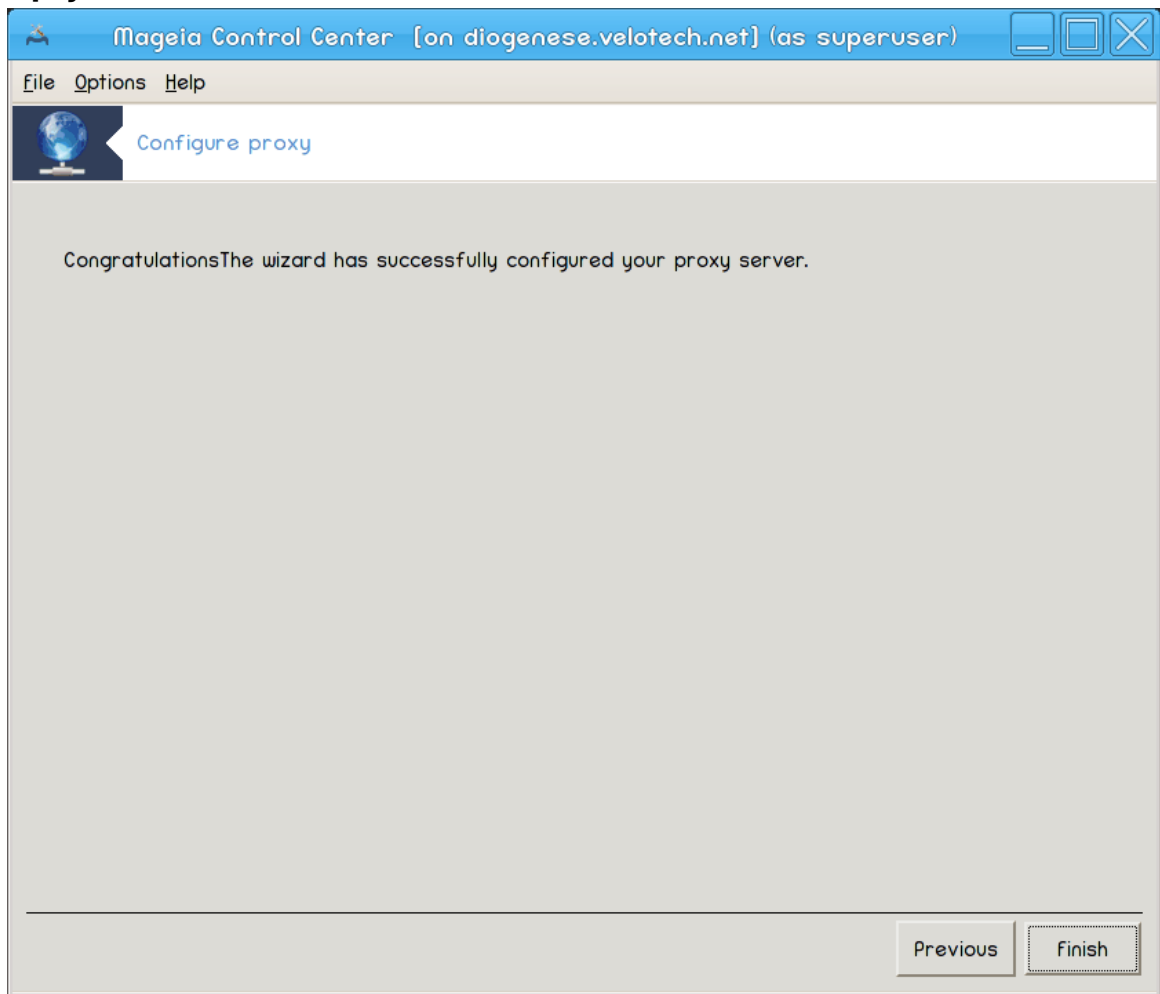 Mageia Control Center [on diogenese.velotech.net] (as superuser)
File Options Help
Configure proxy
CongratulationsThe wizard has successfully configured your proxy server.
Previous Finish